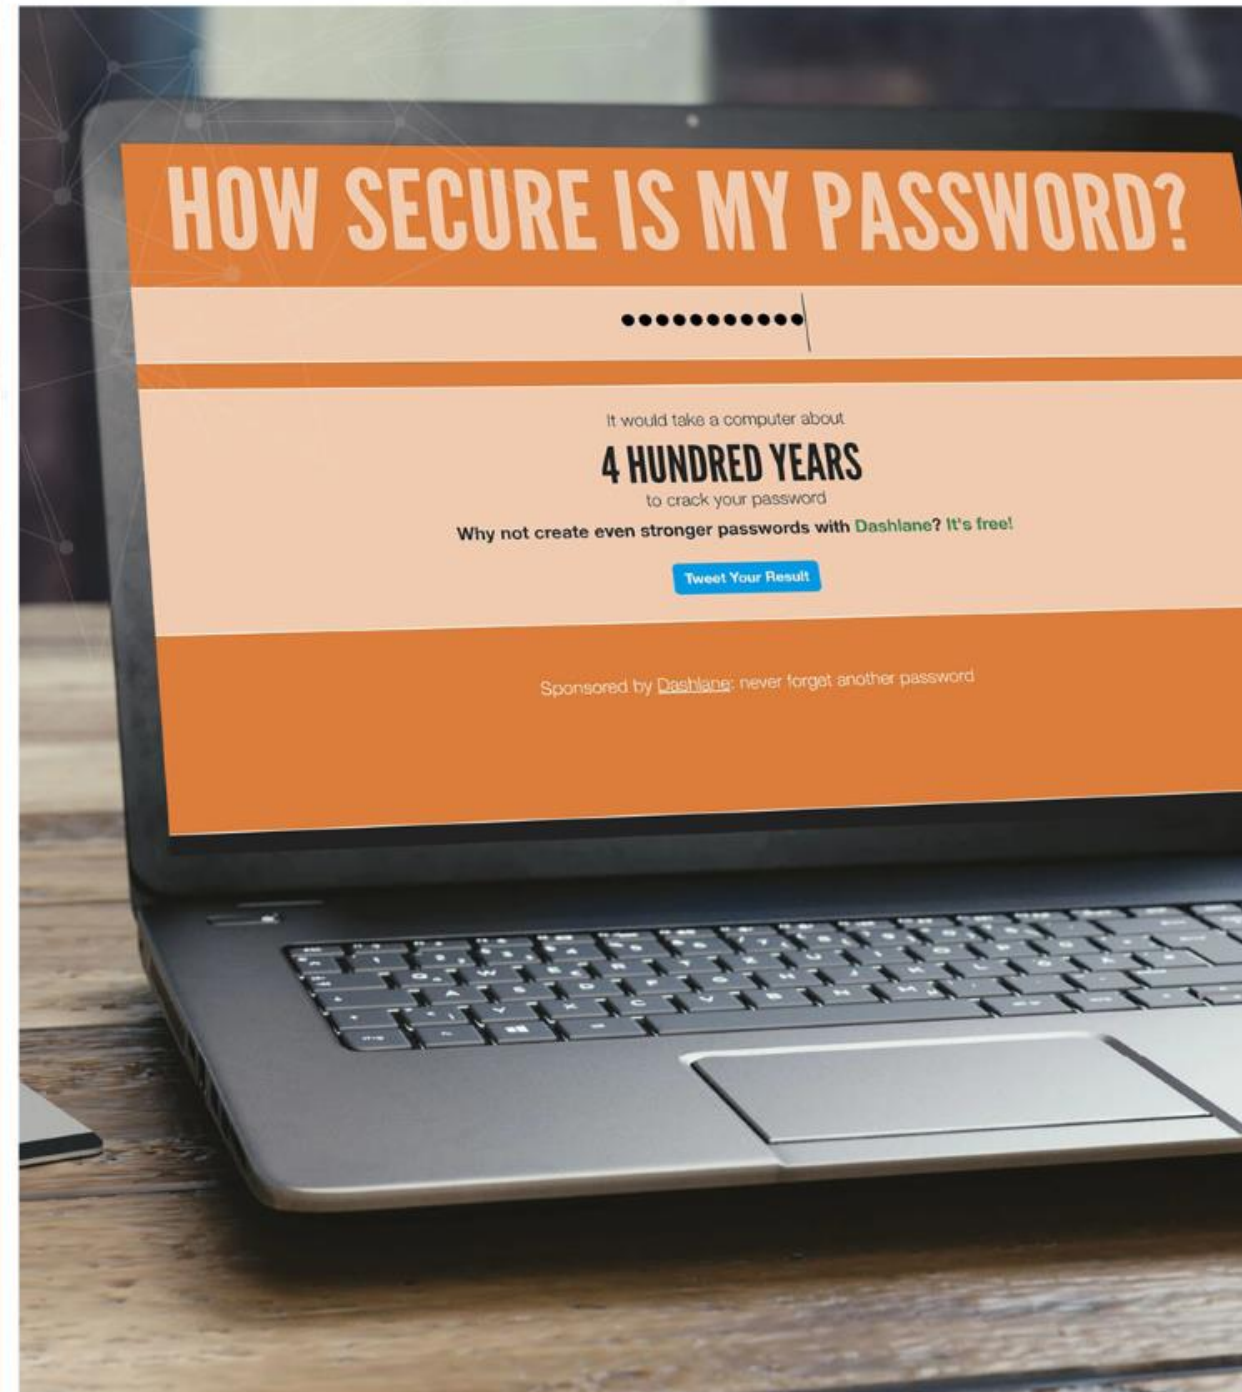 HOW SECURE IS MY PASSWORD?
•••••••••••
It would take a computer about
4 HUNDRED YEARS
to crack your password
Why not create even stronger passwords with Dashlane? It's free!
Tweet Your Result
Sponsored by Dashlane: never forget another password